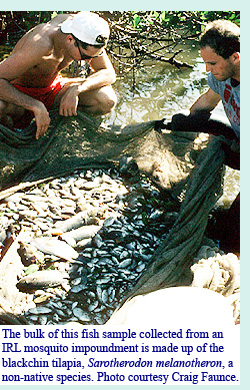 The bulk of this fish sample collected from an
IRL mosquito impoundment is made up of the
blackchin tilapia, Sarotherodon melanotheron, a
non-native species. Photo courtesy Craig Faunce.